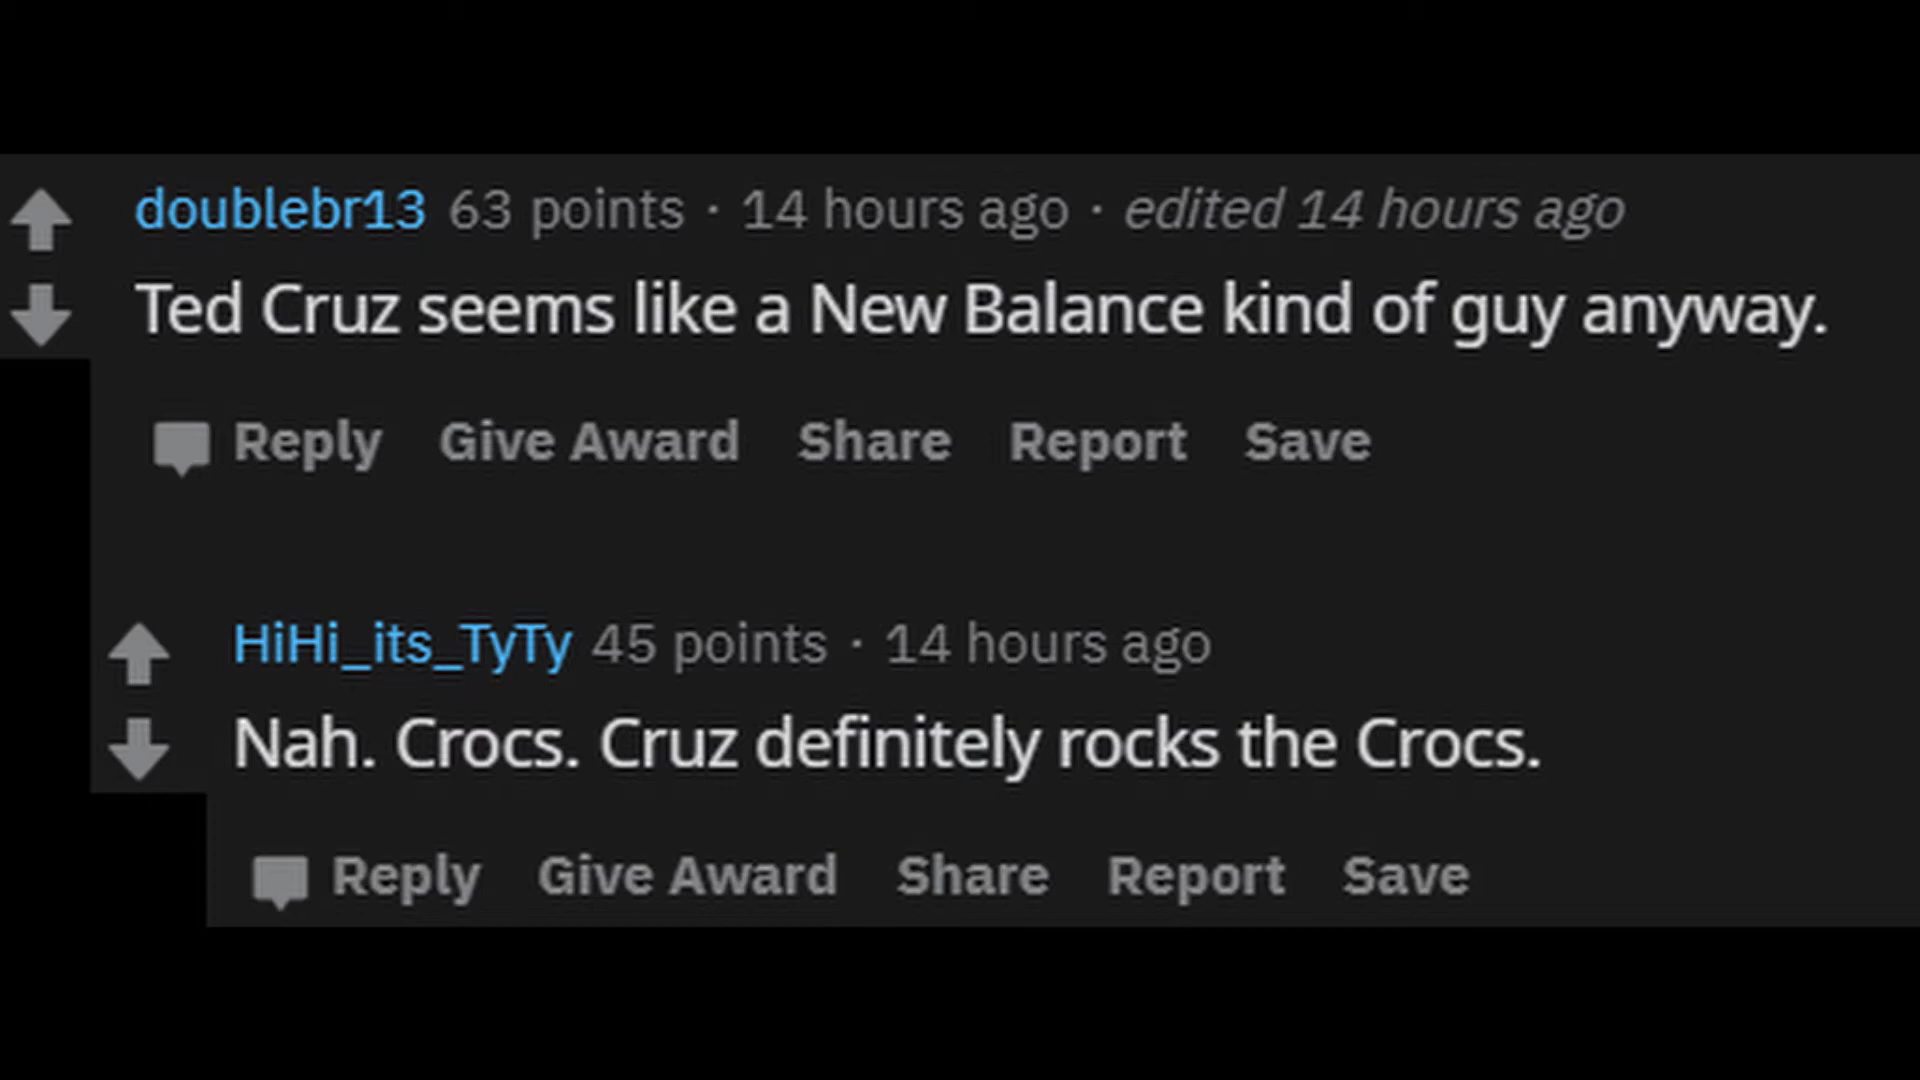 doublebr13 63 points · 14 hours ago · edited 14 hours ago
Ted Cruz seems like a New Balance kind of guy anyway.
Reply Give Award Share Report Save
HiHi_its_TyTy 45 points · 14 hours ago
Nah. Crocs. Cruz definitely rocks the Crocs.
Reply Give Award Share Report Save